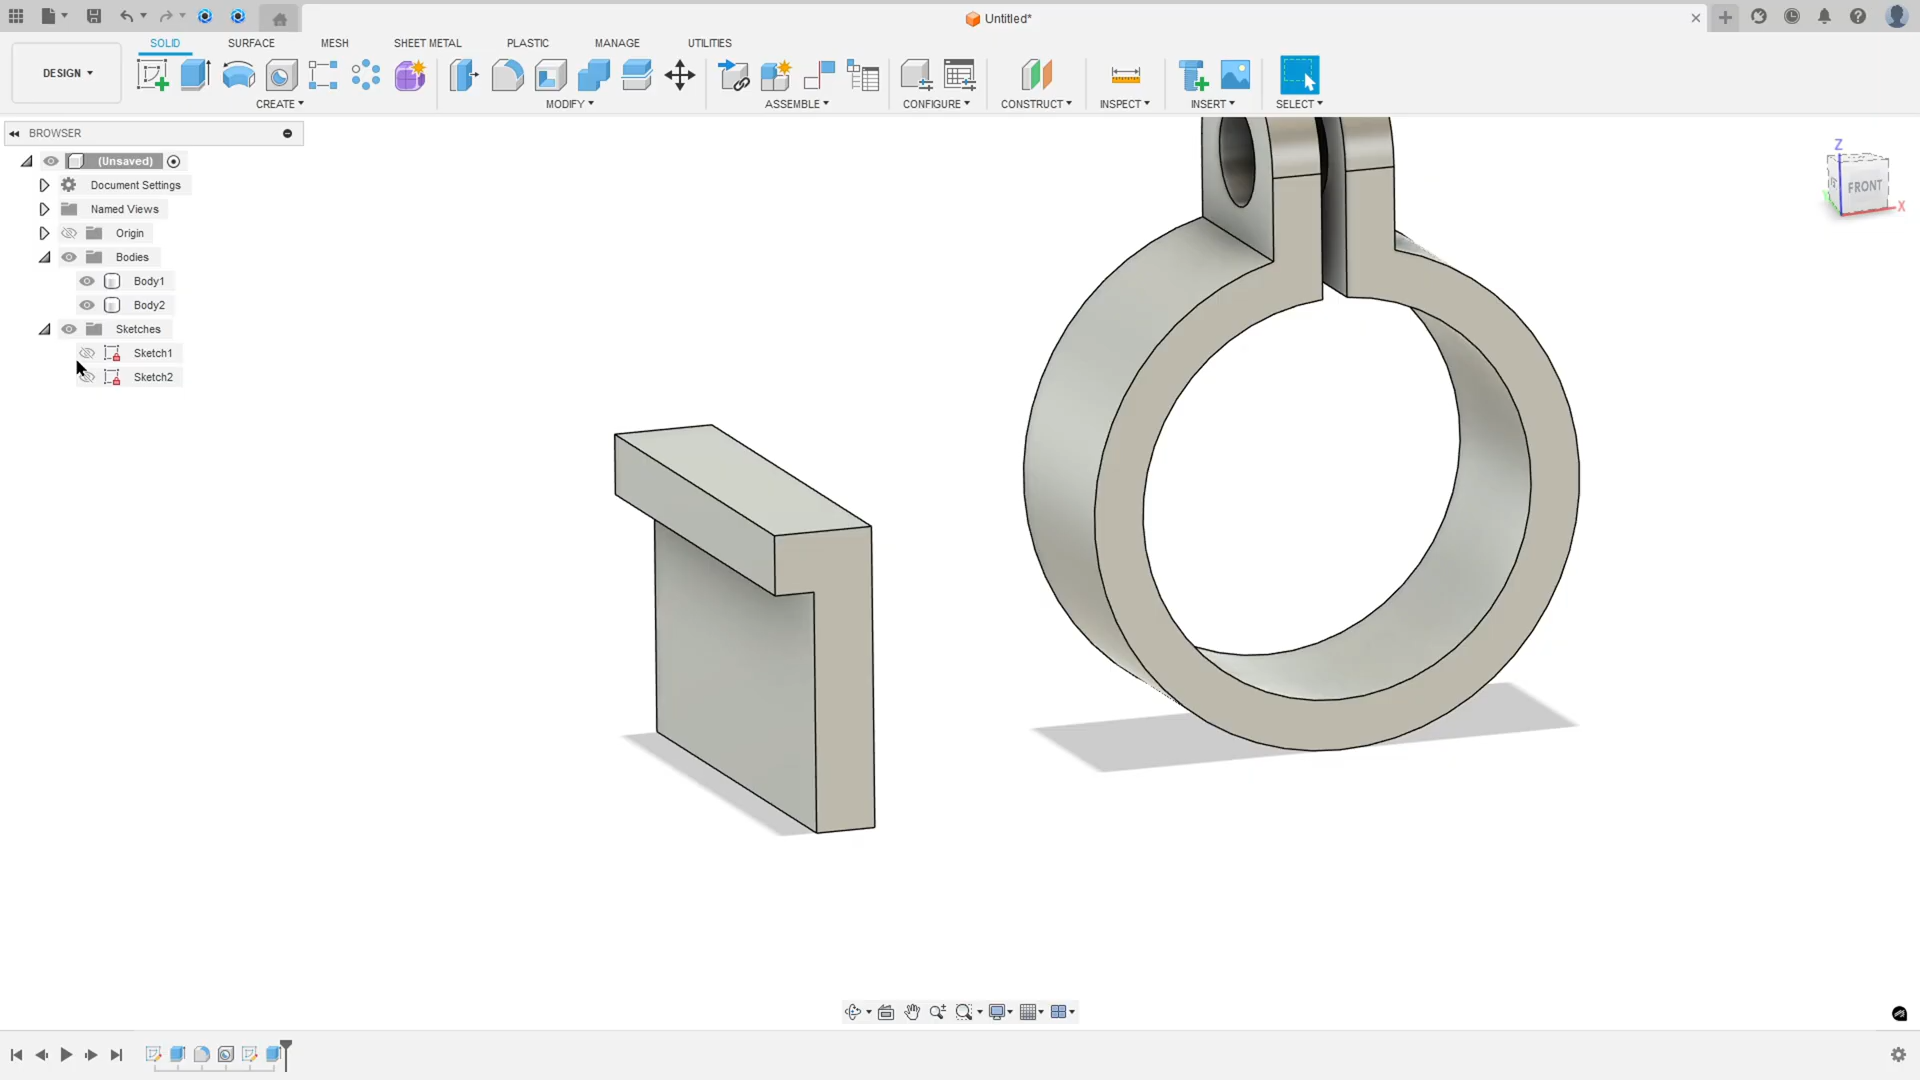 Untitled*
SOLID SURFACE MESH SHEET METAL PLASTIC MANAGE UTILITIES
DESIGN
CREATE MODIFY ASSEMBLE CONFIGURE CONSTRUCT INSPECT INSERT SELECT
BROWSER
(Unsaved)
Document Settings
Named Views
Origin
Bodies
Body1
Body2
Sketches
Sketch1
Sketch2
Z
FRONT
X